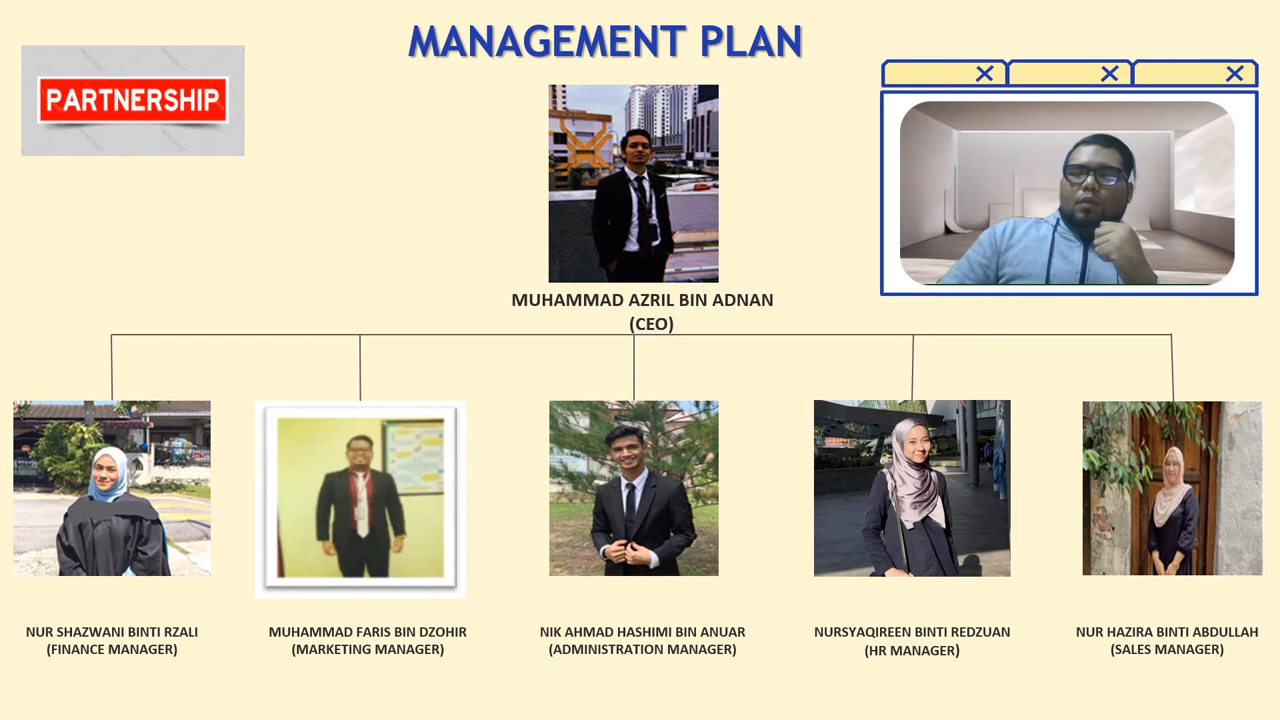 MANAGEMENT PLAN
PARTNERSHIP
MUHAMMAD AZRIL BIN ADNAN
(CEO)
NUR SHAZWANI BINTI RZALI
(FINANCE MANAGER)
MUHAMMAD FARIS BIN DZOHIR
(MARKETING MANAGER)
NIK AHMAD HASHIMI BIN ANUAR
(ADMINISTRATION MANAGER)
NURSYAQIREEN BINTI REDZUAN
(HR MANAGER)
NUR HAZIRA BINTI ABDULLAH
(SALES MANAGER)